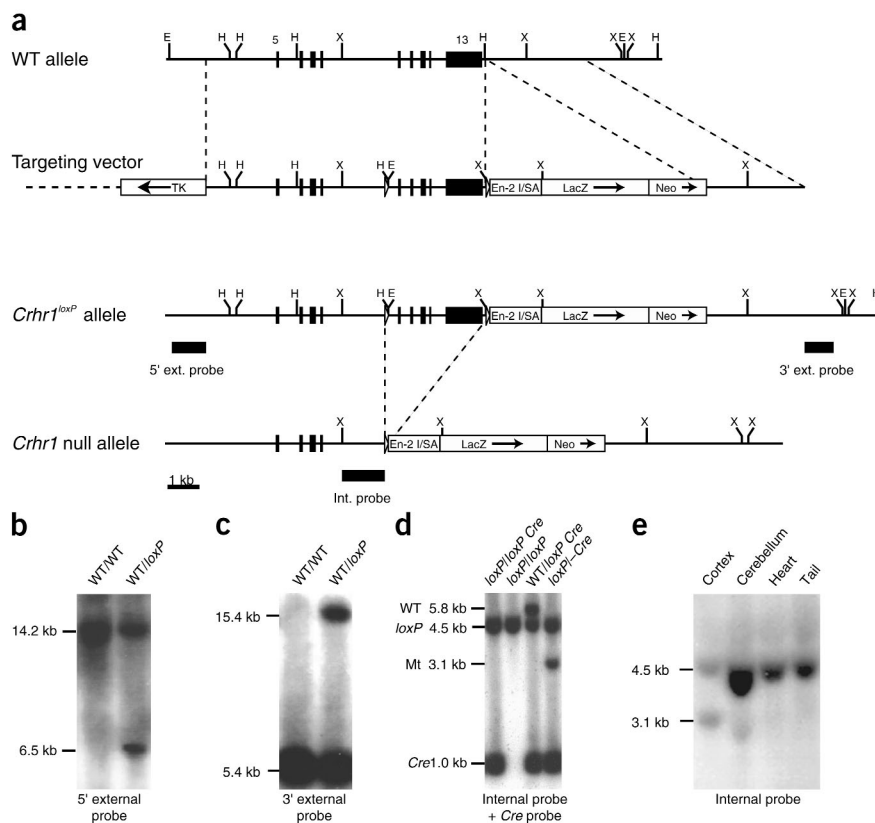 a
E H H 5 H X 13 H X X E X H
WT allele
Targeting vector
H H H X H E X X
TK En-2 I/SA LacZ Neo
H H H X H E X X X X E X H
Crhr1loxP allele
En-2 I/SA LacZ Neo
5' ext. probe
3' ext. probe
X X X X X
Crhr1 null allele
En-2 I/SA LacZ Neo
1 kb
Int. probe
b
WT/WT
WT/loxP
14.2 kb
6.5 kb
5' external
probe
c
WT/WT
WT/loxP
15.4 kb
5.4 kb
3' external
probe
d
loxP/loxP Cre
loxP/loxP
WT/loxP Cre
loxP/–Cre
WT 5.8 kb
loxP 4.5 kb
Mt 3.1 kb
Cre1.0 kb
Internal probe
+ Cre probe
e
Cortex
Cerebellum
Heart
Tail
4.5 kb
3.1 kb
Internal probe